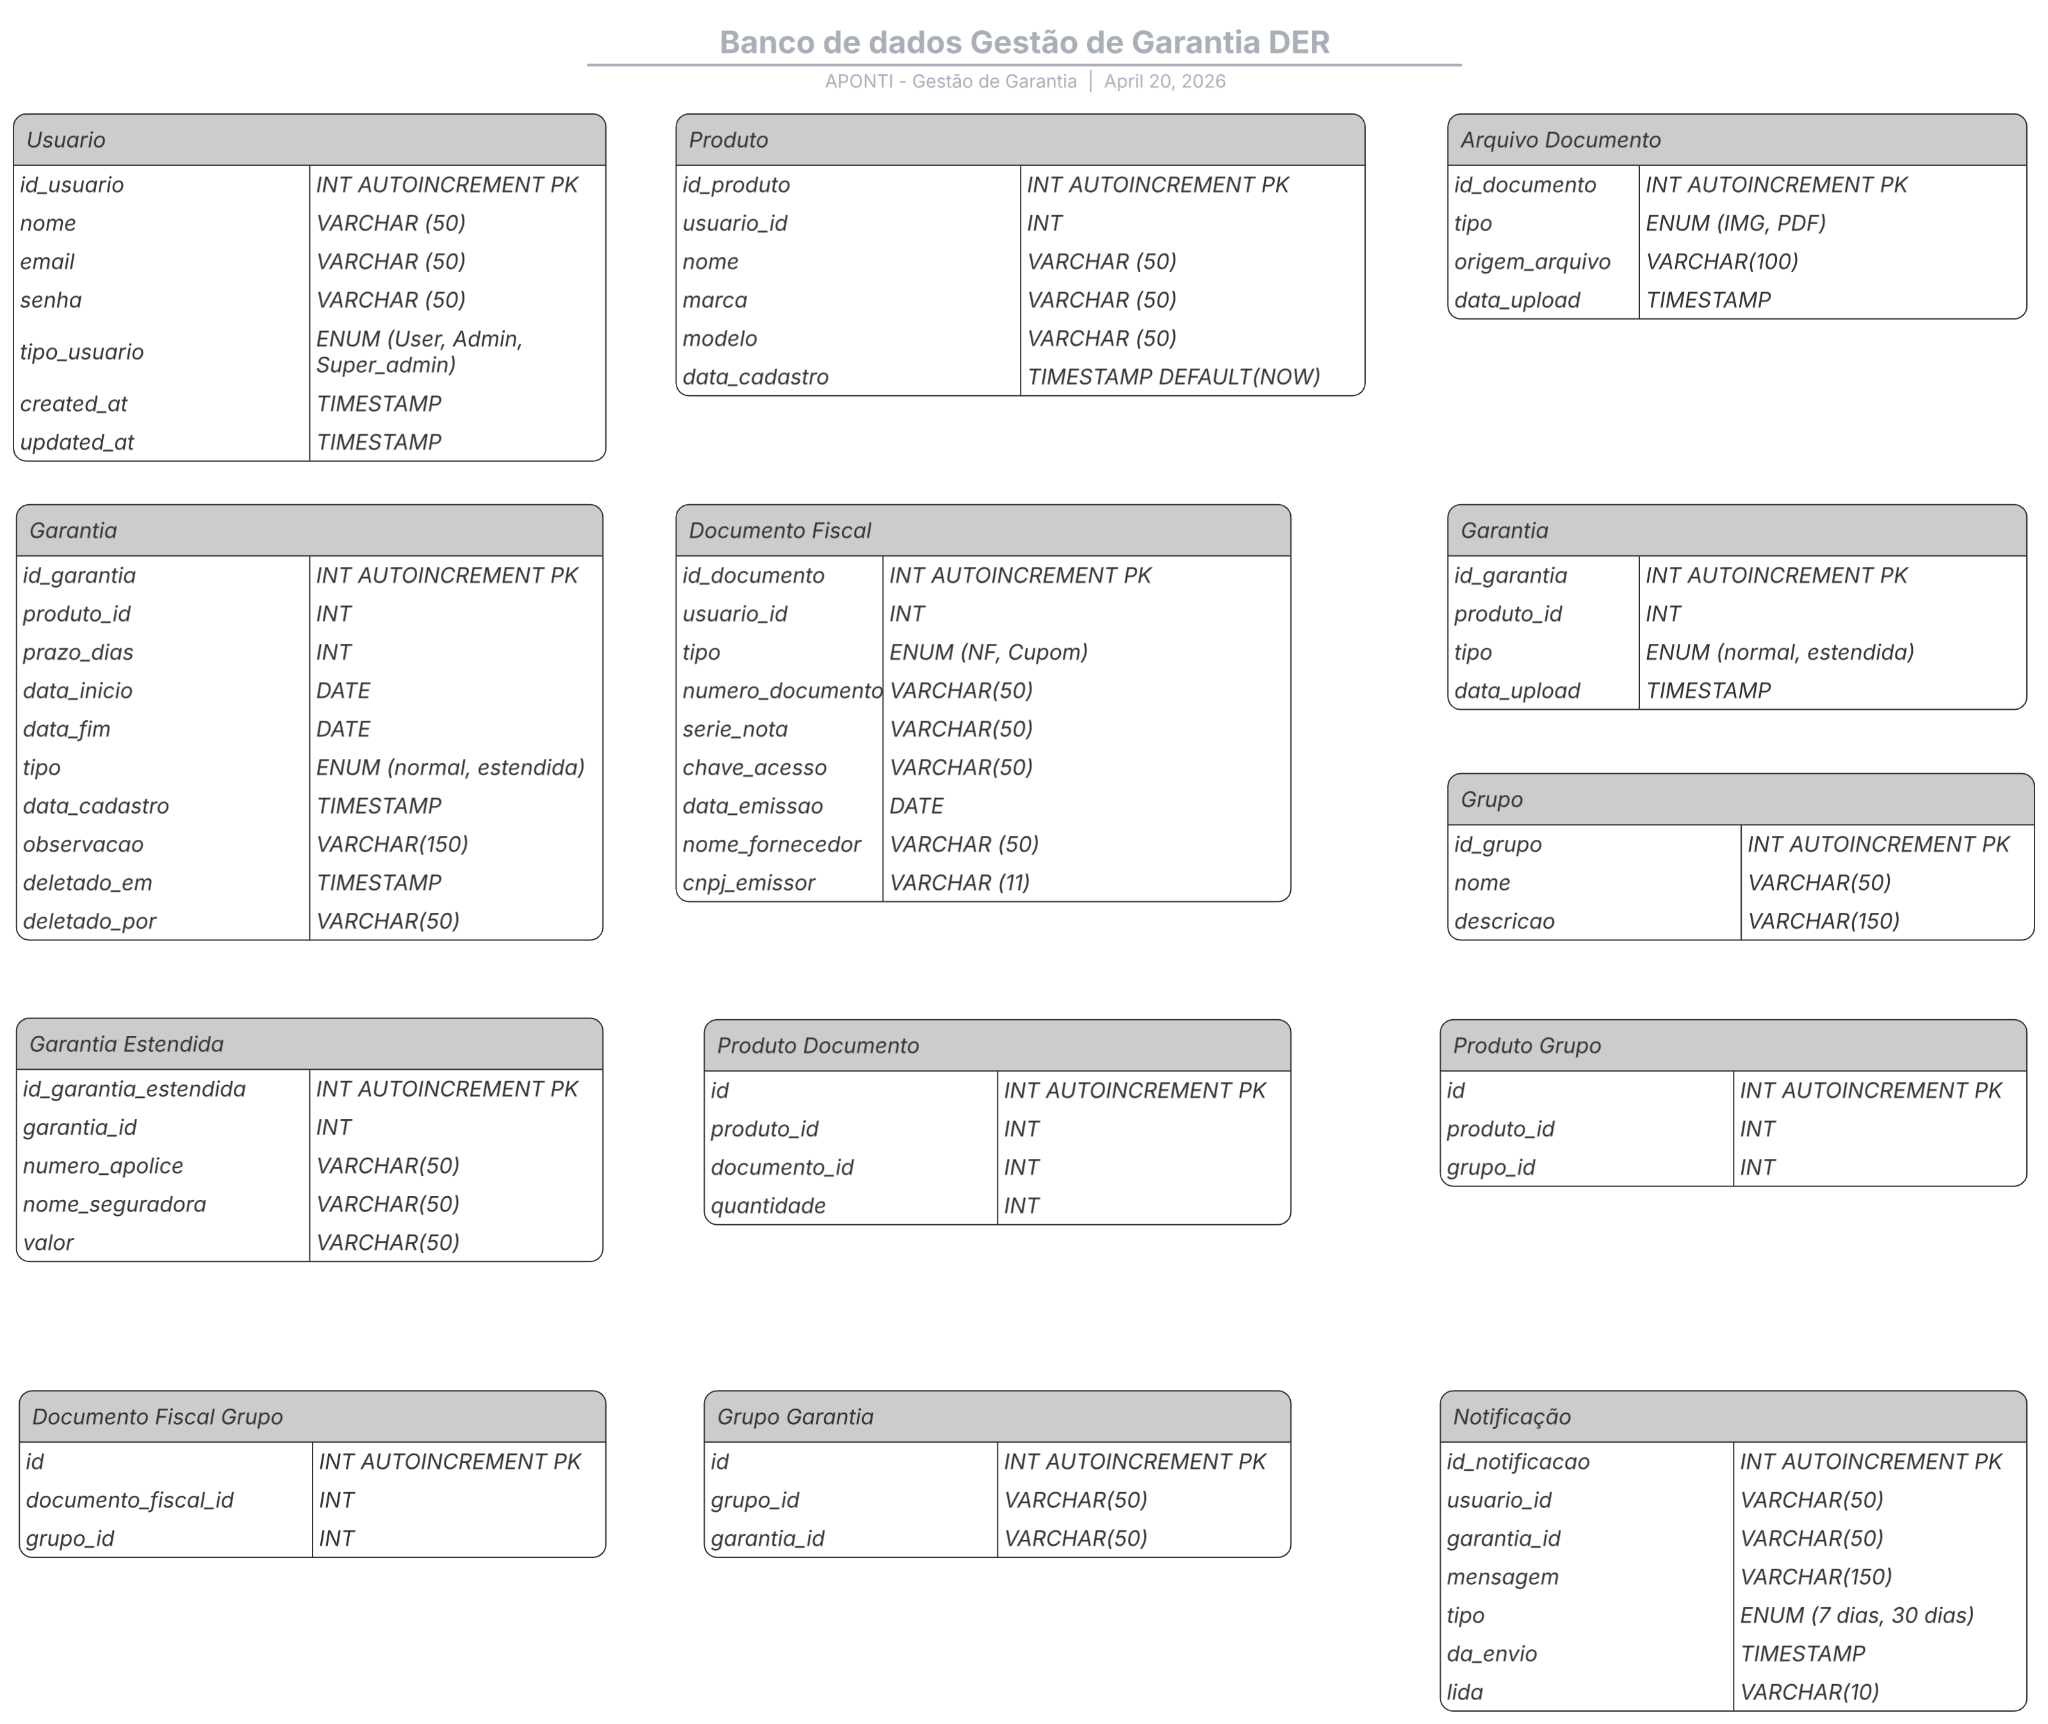 Banco de dados Gestão de Garantia DER
APONTI - Gestão de Garantia | April 20, 2026
Usuario
id_usuario INT AUTOINCREMENT PK
nome VARCHAR (50)
email VARCHAR (50)
senha VARCHAR (50)
tipo_usuario ENUM (User, Admin,
Super_admin)
created_at TIMESTAMP
updated_at TIMESTAMP
Produto
id_produto INT AUTOINCREMENT PK
usuario_id INT
nome VARCHAR (50)
marca VARCHAR (50)
modelo VARCHAR (50)
data_cadastro TIMESTAMP DEFAULT(NOW)
Arquivo Documento
id_documento INT AUTOINCREMENT PK
tipo ENUM (IMG, PDF)
origem_arquivo VARCHAR(100)
data_upload TIMESTAMP
Garantia
id_garantia INT AUTOINCREMENT PK
produto_id INT
prazo_dias INT
data_inicio DATE
data_fim DATE
tipo ENUM (normal, estendida)
data_cadastro TIMESTAMP
observacao VARCHAR(150)
deletado_em TIMESTAMP
deletado_por VARCHAR(50)
Documento Fiscal
id_documento INT AUTOINCREMENT PK
usuario_id INT
tipo ENUM (NF, Cupom)
numero_documento VARCHAR(50)
serie_nota VARCHAR(50)
chave_acesso VARCHAR(50)
data_emissao DATE
nome_fornecedor VARCHAR (50)
cnpj_emissor VARCHAR (11)
Garantia
id_garantia INT AUTOINCREMENT PK
produto_id INT
tipo ENUM (normal, estendida)
data_upload TIMESTAMP
Grupo
id_grupo INT AUTOINCREMENT PK
nome VARCHAR(50)
descricao VARCHAR(150)
Garantia Estendida
id_garantia_estendida INT AUTOINCREMENT PK
garantia_id INT
numero_apolice VARCHAR(50)
nome_seguradora VARCHAR(50)
valor VARCHAR(50)
Produto Documento
id INT AUTOINCREMENT PK
produto_id INT
documento_id INT
quantidade INT
Produto Grupo
id INT AUTOINCREMENT PK
produto_id INT
grupo_id INT
Documento Fiscal Grupo
id INT AUTOINCREMENT PK
documento_fiscal_id INT
grupo_id INT
Grupo Garantia
id INT AUTOINCREMENT PK
grupo_id VARCHAR(50)
garantia_id VARCHAR(50)
Notificação
id_notificacao INT AUTOINCREMENT PK
usuario_id VARCHAR(50)
garantia_id VARCHAR(50)
mensagem VARCHAR(150)
tipo ENUM (7 dias, 30 dias)
da_envio TIMESTAMP
lida VARCHAR(10)